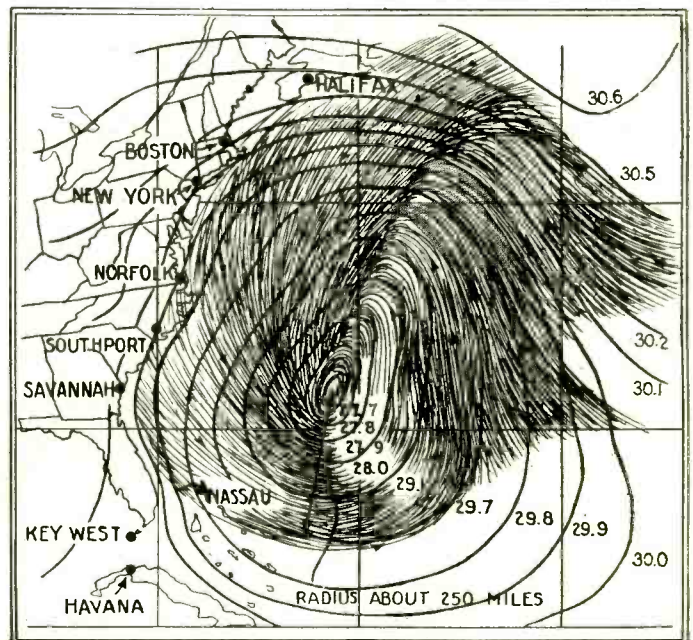 30.6
HALIFAX
BOSTON
30.5
NEW YORK
NORFOLK
SOUTHPORT
30.2
SAVANNAH
30.1
27.8
27.9
28.0
29.
NASSAU
29.7
29.8
29.9
KEY WEST
30.0
HAVANA
RADIUS ABOUT 250 MILES